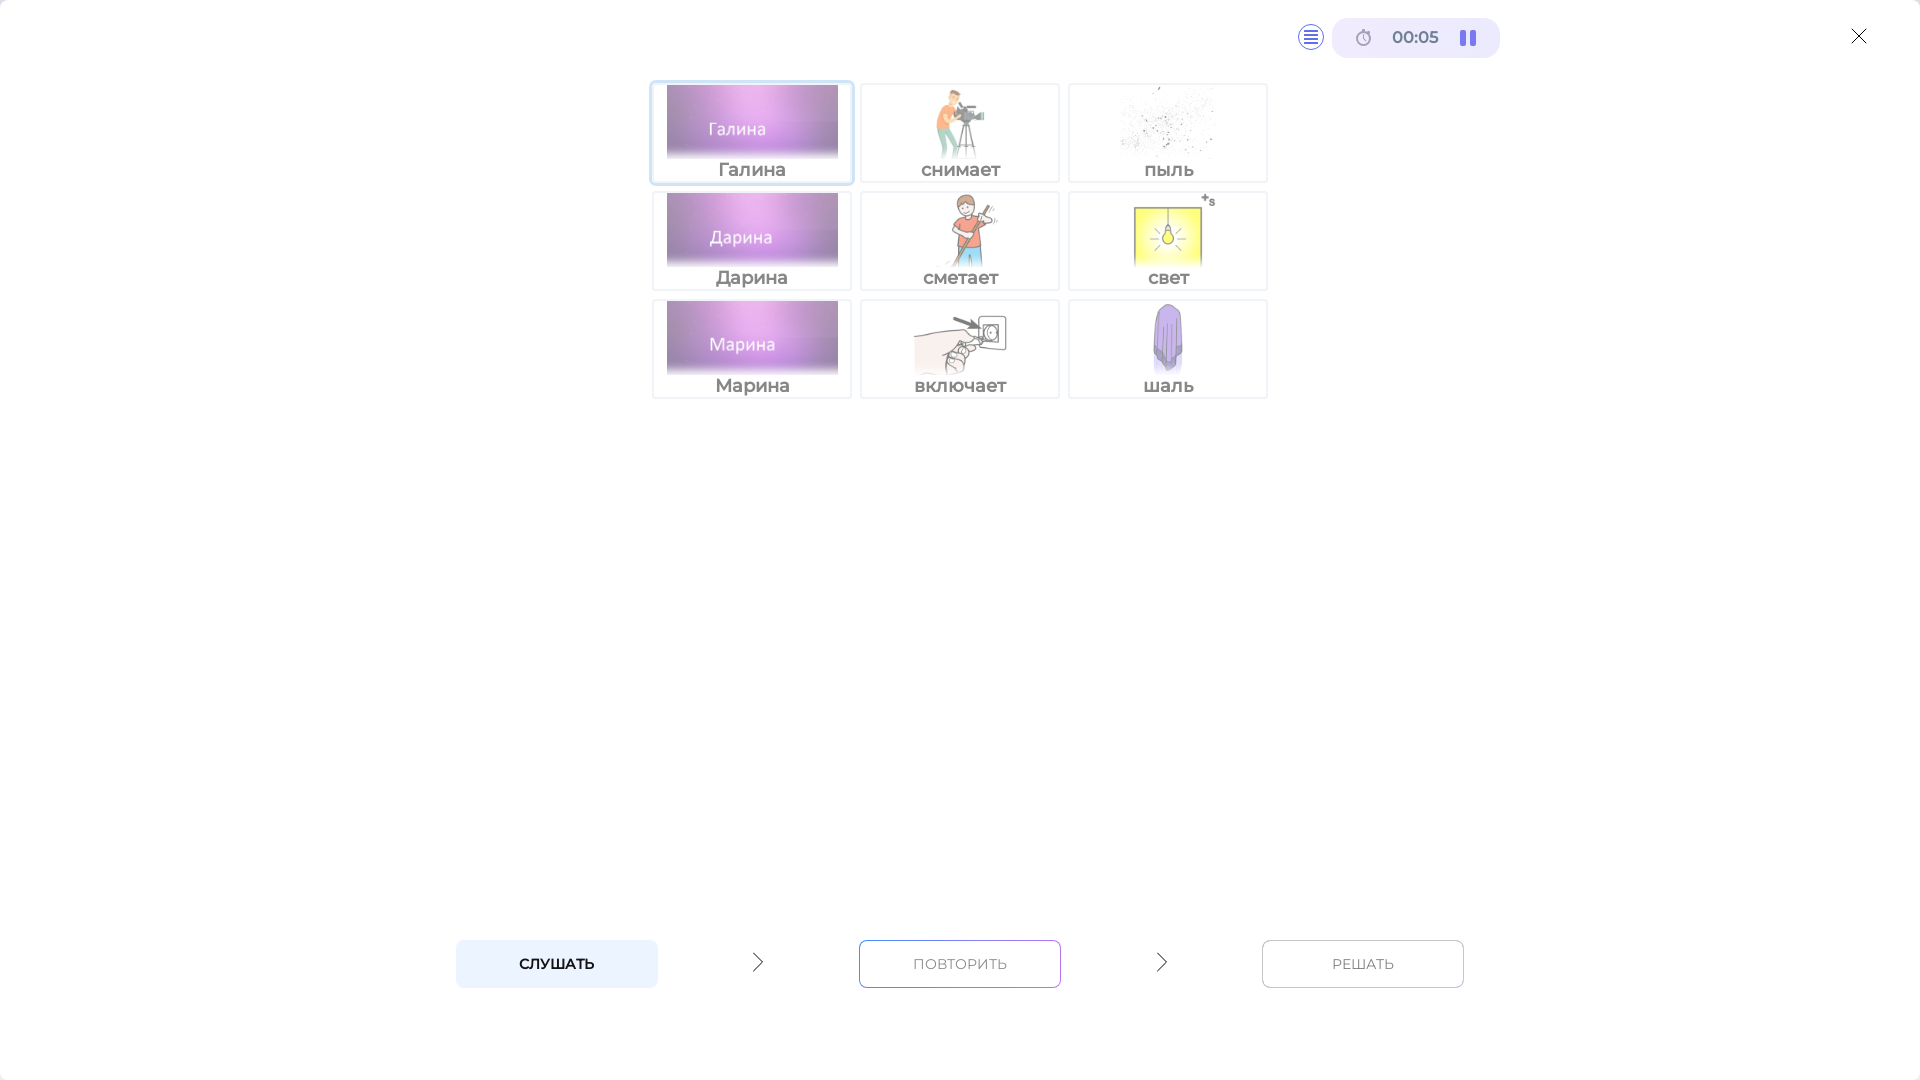 00:05
Галина
Галина
снимает
пыль
Дарина
Дарина
сметает
+s
свет
Марина
Марина
включает
шаль
СЛУШАТЬ
ПОВТОРИТЬ
РЕШАТЬ